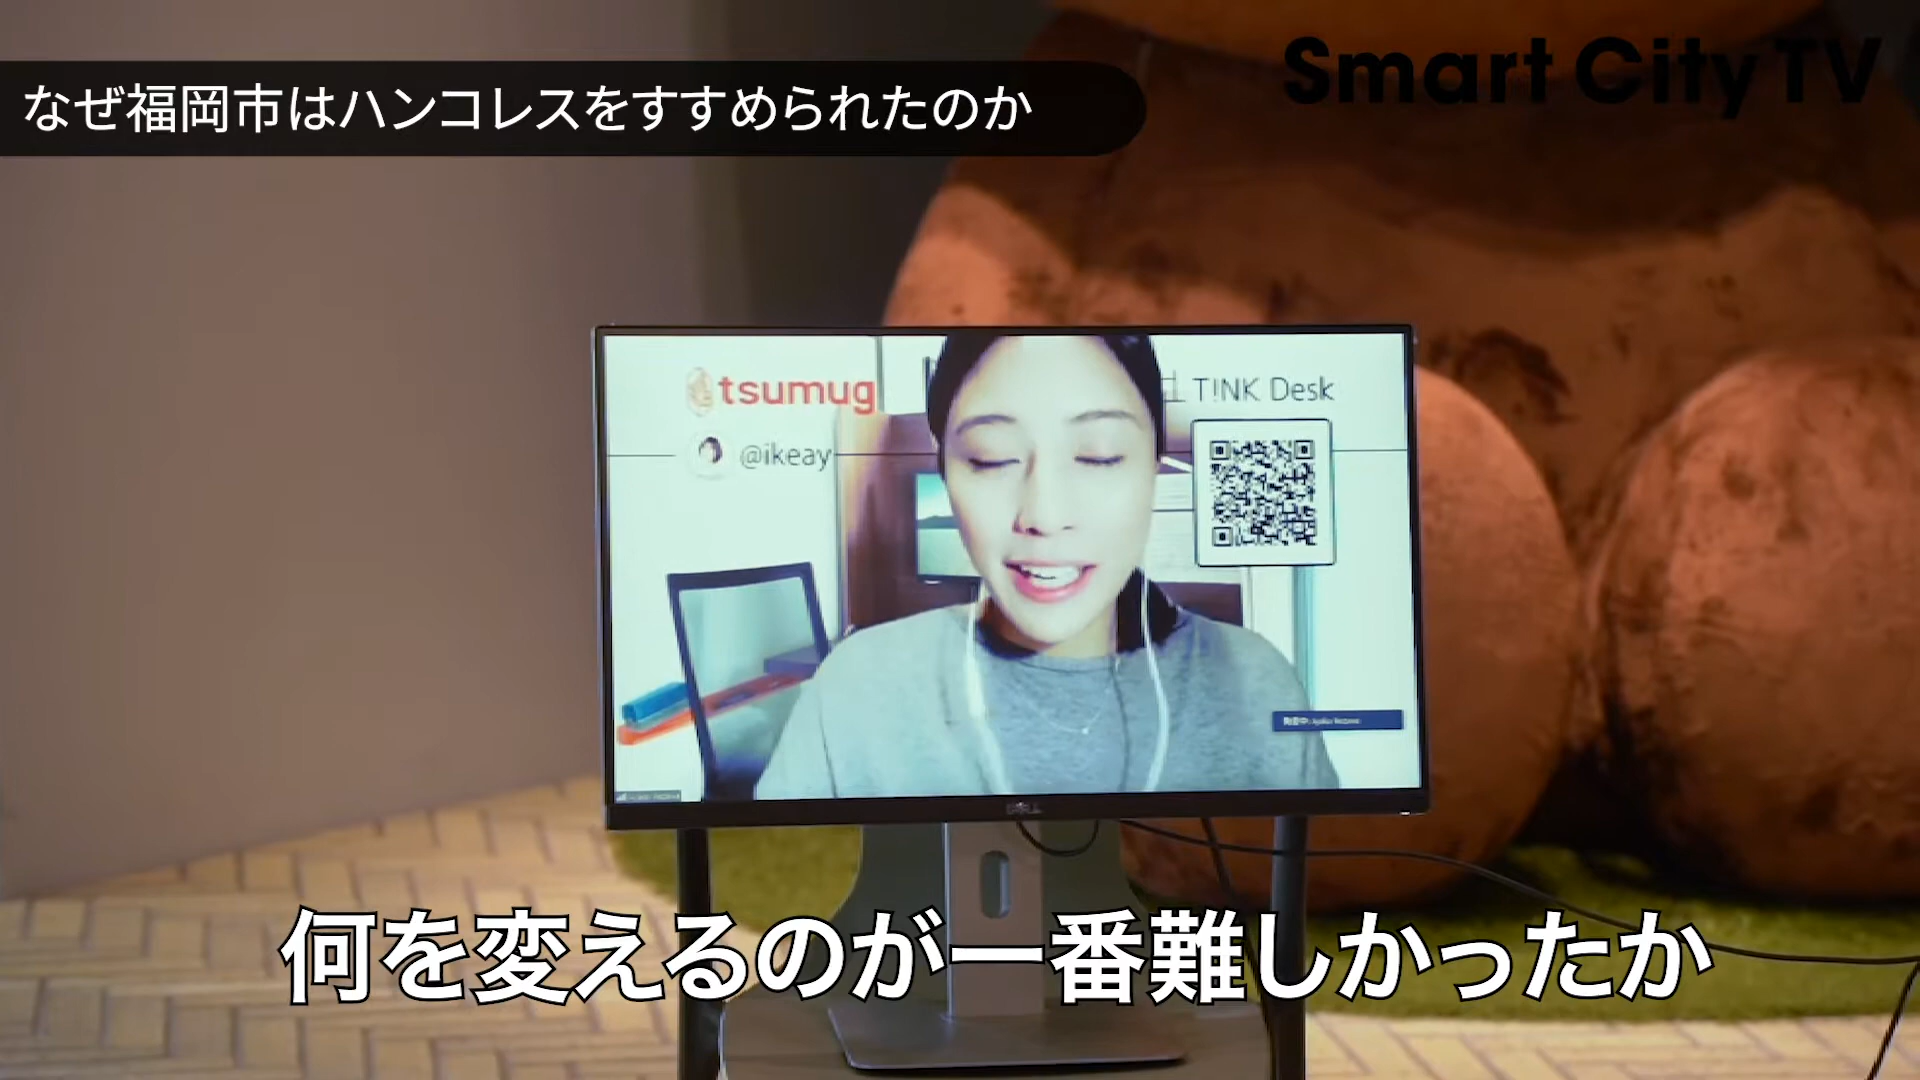 Smart City TV
なぜ福岡市はハンコレスをすすめられたのか
tsumug
T!NK Desk
@ikeay
DELL
何を変えるのが一番難しかったか